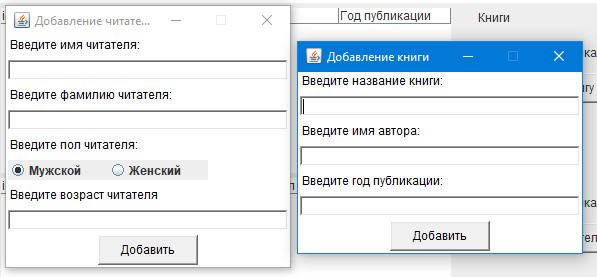 Добавление читате...
Введите имя читателя:
Введите фамилию читателя:
Введите пол читателя:
Мужской Женский
Введите возраст читателя
Добавить
Год публикации
Книги
Добавление книги
Введите название книги:
Введите имя автора:
Введите год публикации:
Добавить